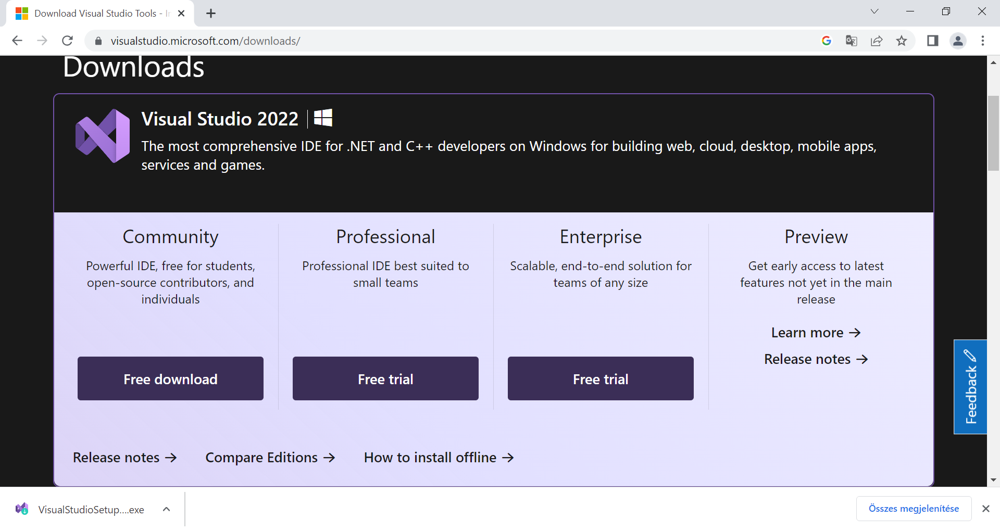 Download Visual Studio Tools - In
visualstudio.microsoft.com/downloads/
Downloads
Visual Studio 2022
The most comprehensive IDE for .NET and C++ developers on Windows for building web, cloud, desktop, mobile apps,
services and games.
Community
Powerful IDE, free for students,
open-source contributors, and
individuals
Free download
Professional
Professional IDE best suited to
small teams
Free trial
Enterprise
Scalable, end-to-end solution for
teams of any size
Free trial
Preview
Get early access to latest
features not yet in the main
release
Learn more →
Release notes →
Release notes → Compare Editions → How to install offline →
Feedback
VisualStudioSetup....exe
Összes megjelenítése